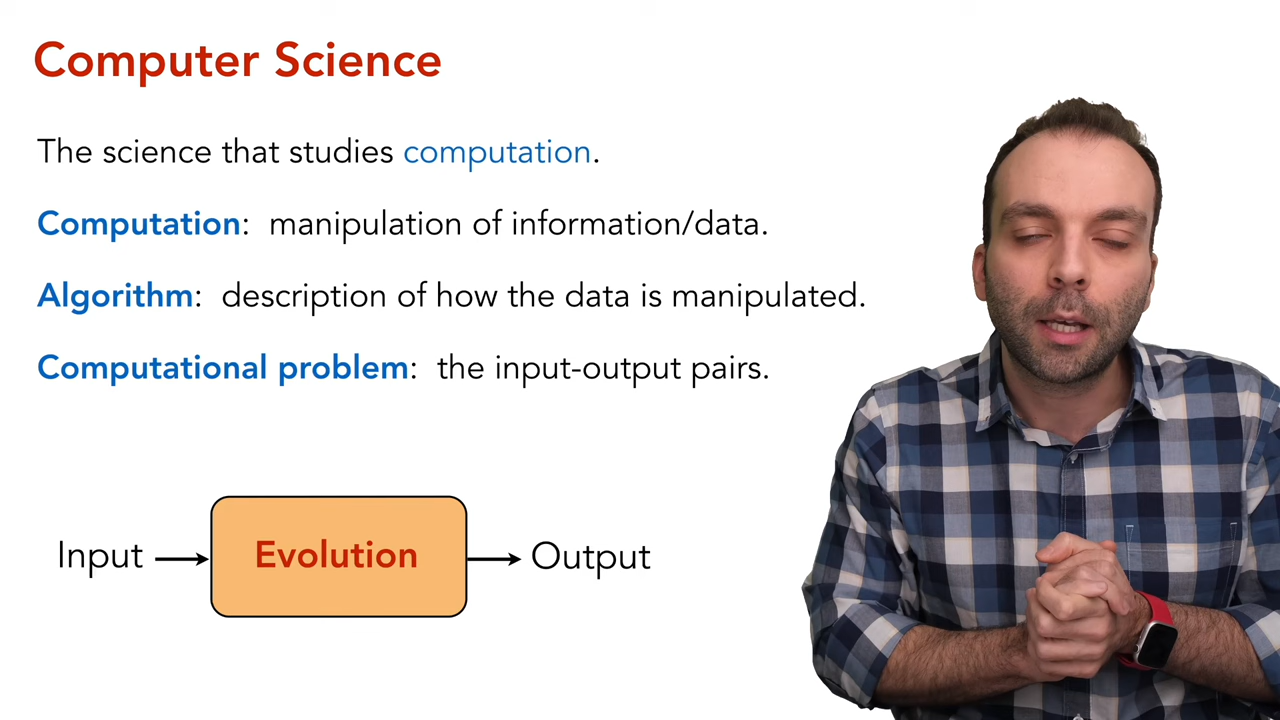 Computer Science
The science that studies computation.
Computation: manipulation of information/data.
Algorithm: description of how the data is manipulated.
Computational problem: the input-output pairs.
Input Evolution Output